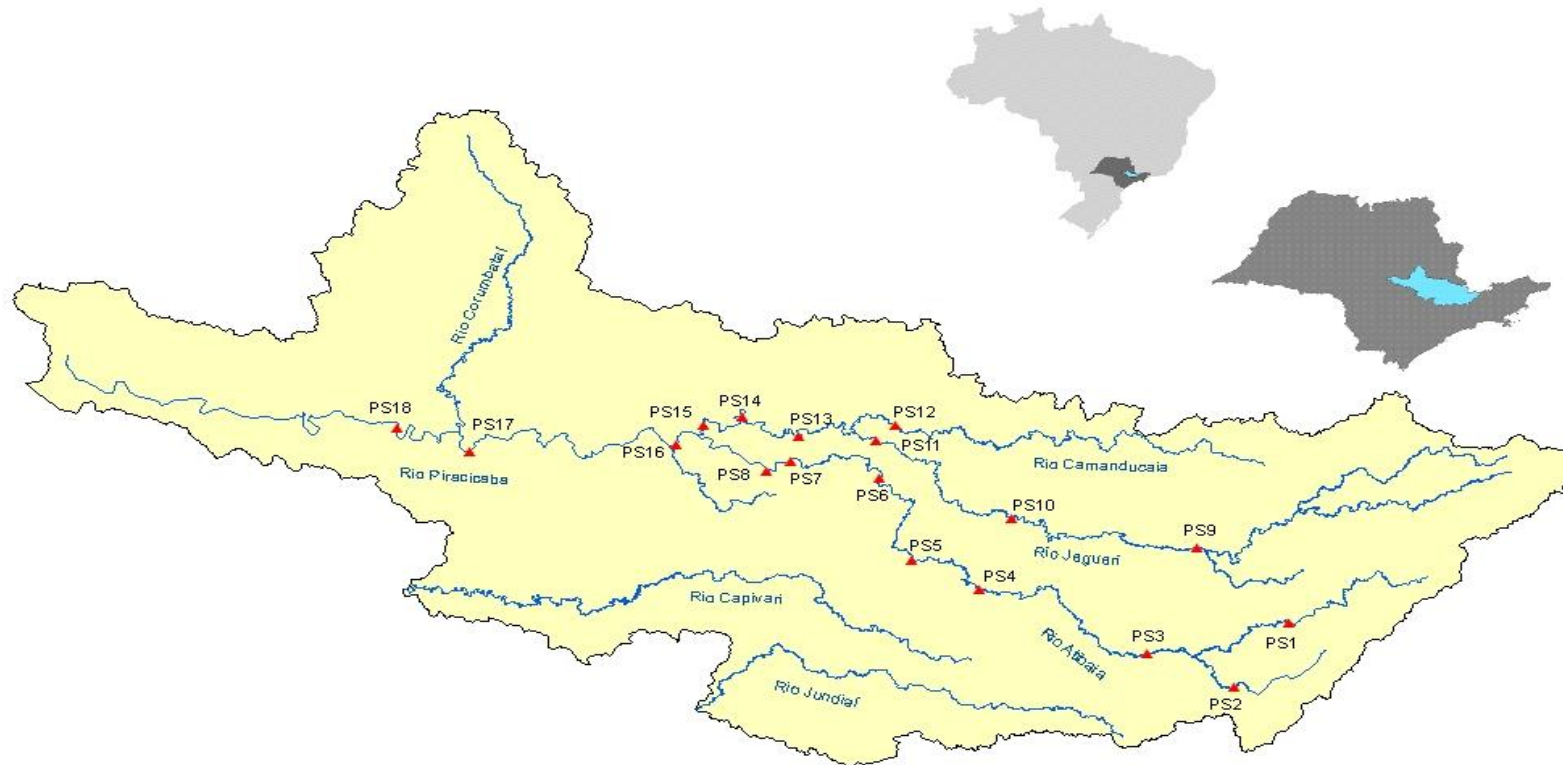 Rio Corumbataí
PS18
PS17
PS15
PS14
PS13
PS12
PS16
PS11
Rio Piracicaba
PS8
PS7
PS6
Rio Camanducaia
PS10
PS9
Rio Jaguari
PS5
PS4
Rio Capivari
PS3
PS1
Rio Atibaia
Rio Jundiaí
PS2